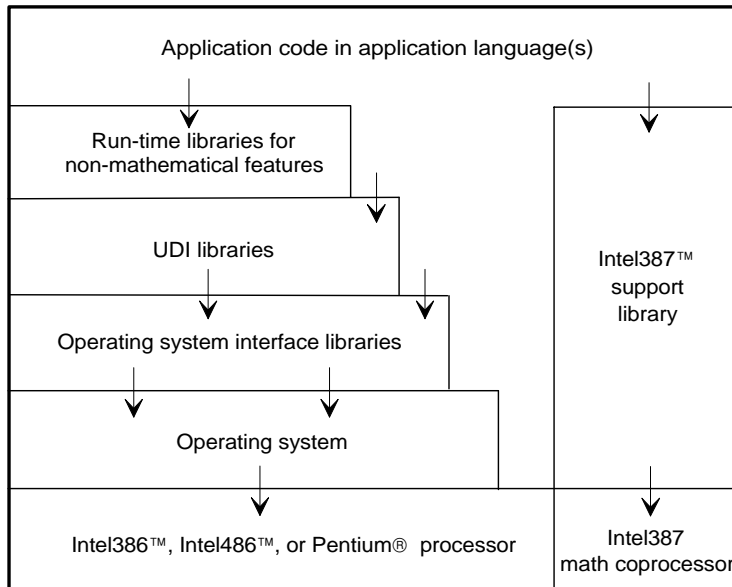 Application code in application language(s)
Run-time libraries for
non-mathematical features
UDI libraries
Intel387™
support
library
Operating system interface libraries
Operating system
Intel386™, Intel486™, or Pentium® processor
Intel387
math coprocessor